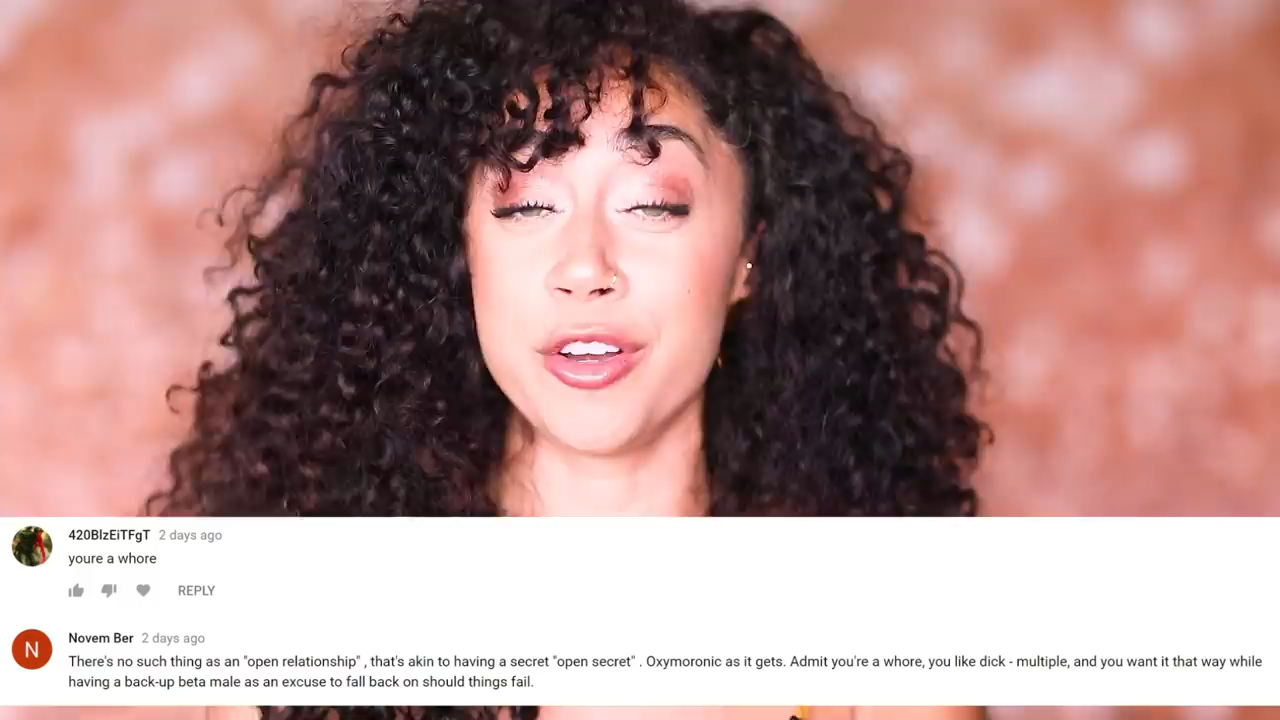 420BlzEiTFgT 2 days ago
youre a whore
REPLY
N
Novem Ber 2 days ago
There's no such thing as an "open relationship" , that's akin to having a secret "open secret" . Oxymoronic as it gets. Admit you're a whore, you like dick - multiple, and you want it that way while
having a back-up beta male as an excuse to fall back on should things fail.